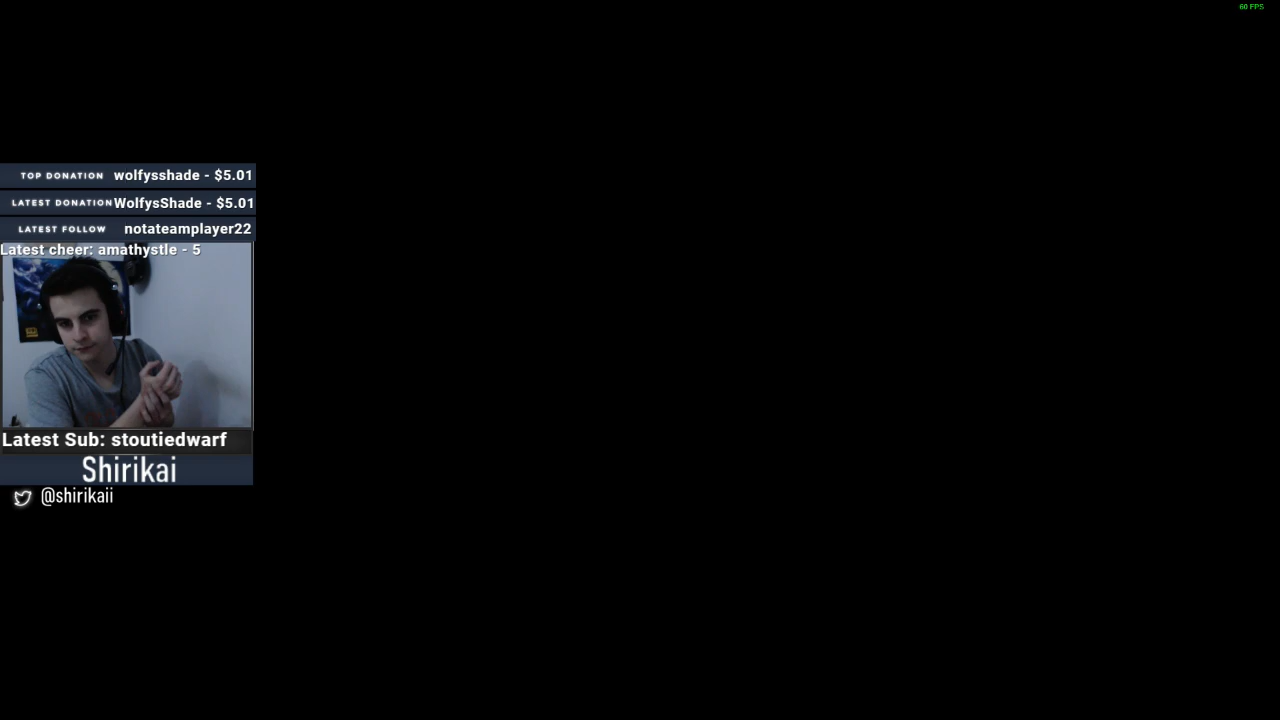 60 FPS
TOP DONATION wolfysshade - $5.01
LATEST DONATION WolfysShade - $5.01
LATEST FOLLOW notateamplayer22
Latest cheer: amathystle - 5
Latest Sub: stoutiedwarf
Shirikai
@shirikaii